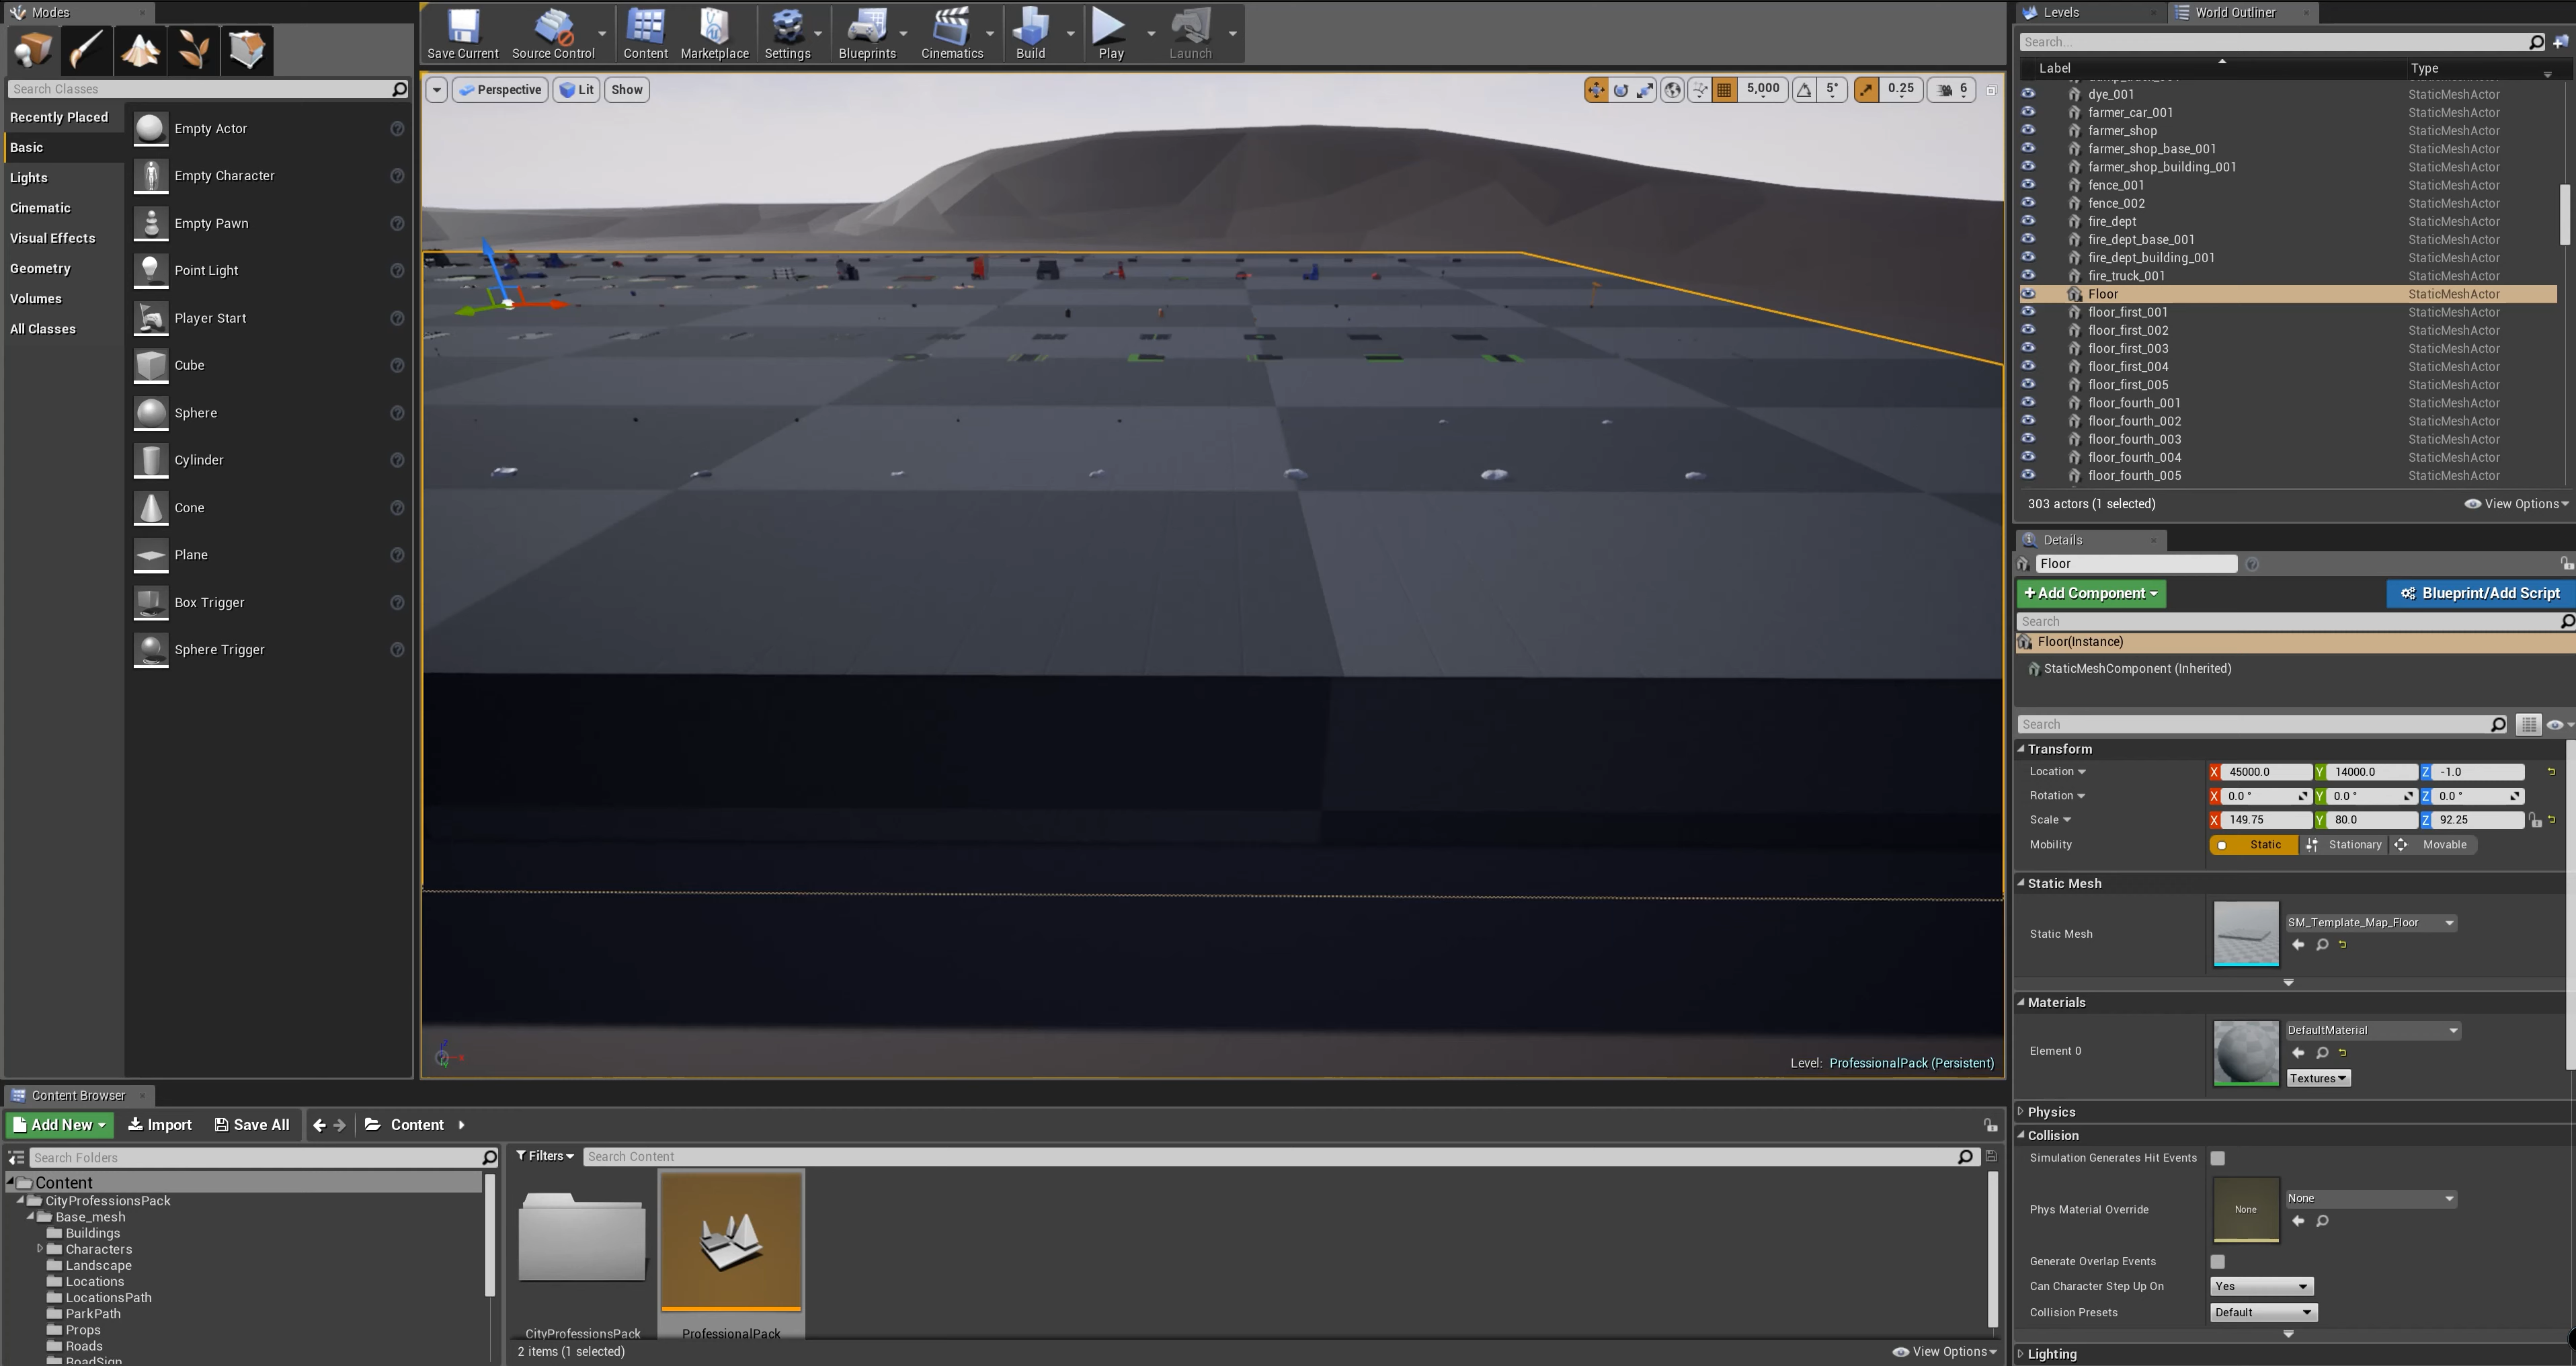 Modes
Search Classes
Recently Placed
Basic
Lights
Cinematic
Visual Effects
Geometry
Volumes
All Classes
Empty Actor
Empty Character
Empty Pawn
Point Light
Player Start
Cube
Sphere
Cylinder
Cone
Plane
Box Trigger
Sphere Trigger
Save Current
Source Control
Content
Marketplace
Settings
Blueprints
Cinematics
Build
Play
Launch
Perspective
Lit
Show
5,000
5°
0.25
6
Level: ProfessionalPack (Persistent)
Levels
World Outliner
Search...
Label
Type
dye_001 StaticMeshActor
farmer_car_001 StaticMeshActor
farmer_shop StaticMeshActor
farmer_shop_base_001 StaticMeshActor
farmer_shop_building_001 StaticMeshActor
fence_001 StaticMeshActor
fence_002 StaticMeshActor
fire_dept StaticMeshActor
fire_dept_base_001 StaticMeshActor
fire_dept_building_001 StaticMeshActor
fire_truck_001 StaticMeshActor
Floor StaticMeshActor
floor_first_001 StaticMeshActor
floor_first_002 StaticMeshActor
floor_first_003 StaticMeshActor
floor_first_004 StaticMeshActor
floor_first_005 StaticMeshActor
floor_fourth_001 StaticMeshActor
floor_fourth_002 StaticMeshActor
floor_fourth_003 StaticMeshActor
floor_fourth_004 StaticMeshActor
floor_fourth_005 StaticMeshActor
303 actors (1 selected)
View Options
Details
Floor
+Add Component
Blueprint/Add Script
Search
Floor(Instance)
StaticMeshComponent (Inherited)
Search
Transform
Location X 45000.0 Y 14000.0 Z -1.0
Rotation X 0.0 ° Y 0.0 ° Z 0.0 °
Scale X 149.75 Y 80.0 Z 92.25
Mobility Static Stationary Movable
Static Mesh
Static Mesh
SM_Template_Map_Floor
Materials
Element 0
DefaultMaterial
Textures
Physics
Collision
Simulation Generates Hit Events
Phys Material Override
None
None
Generate Overlap Events
Can Character Step Up On Yes
Collision Presets Default
Lighting
Content Browser
Add New
Import
Save All
Content
Search Folders
Content
CityProfessionsPack
Base_mesh
Buildings
Characters
Landscape
Locations
LocationsPath
ParkPath
Props
Roads
RoadSign
Filters
Search Content
CityProfessionsPack
ProfessionalPack
2 items (1 selected)
View Options